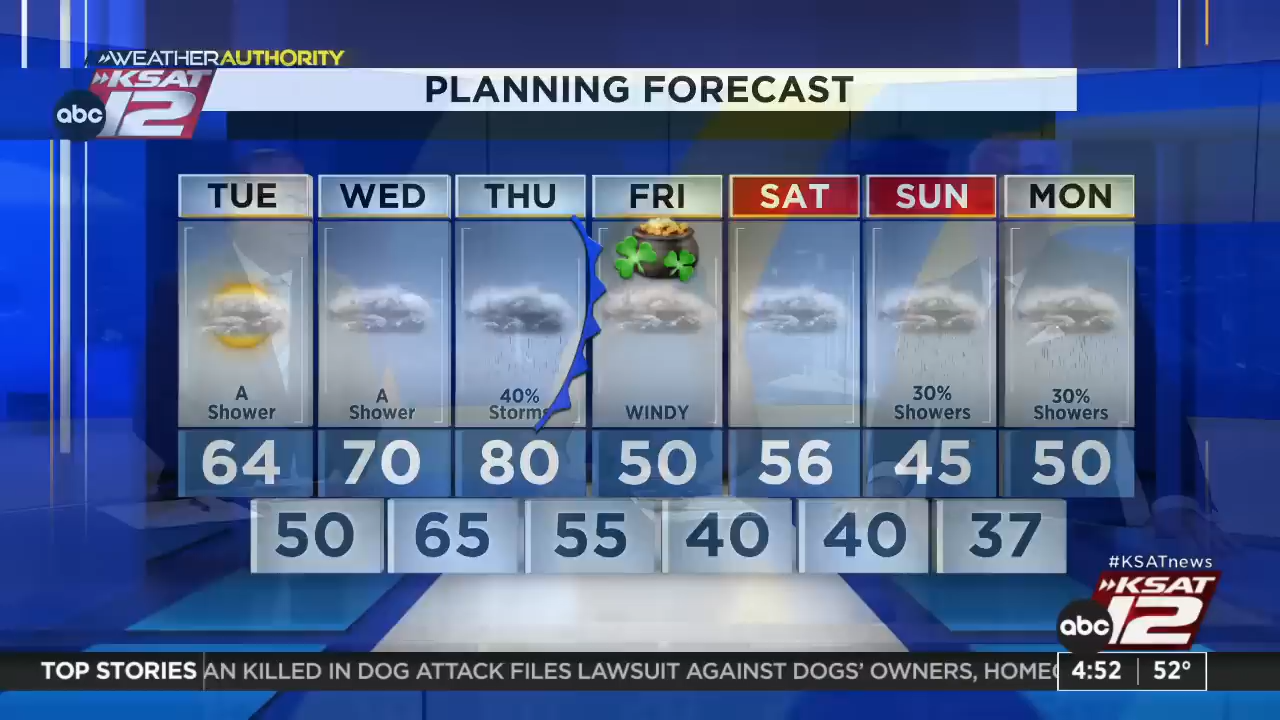 WEATHERAUTHORITY
KSAT
abc 12
PLANNING FORECAST
TUE WED THU FRI SAT SUN MON
A Shower
A Shower
40% Storms
WINDY
30% Showers
30% Showers
64 70 80 50 56 45 50
50 65 55 40 40 37
#KSATnews
KSAT
abc 12
TOP STORIES AN KILLED IN DOG ATTACK FILES LAWSUIT AGAINST DOGS' OWNERS, HOMEO 4:52 52°